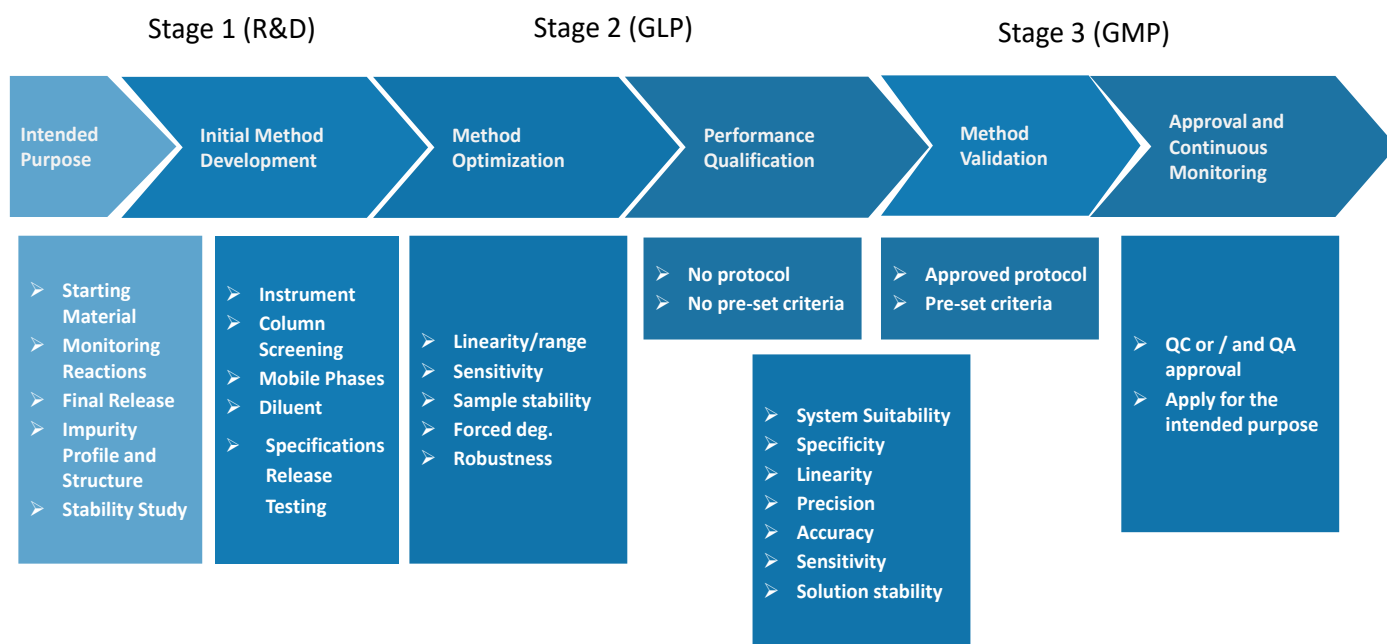 Stage 1 (R&D)
Stage 2 (GLP)
Stage 3 (GMP)
Intended
Purpose
Initial Method
Development
Method
Optimization
Performance
Qualification
Method
Validation
Approval and
Continuous
Monitoring
➢ Starting
Material
➢ Monitoring
Reactions
➢ Final Release
➢ Impurity
Profile and
Structure
➢ Stability Study
➢ Instrument
➢ Column
Screening
➢ Mobile Phases
➢ Diluent
➢ Specifications
Release
Testing
➢ Linearity/range
➢ Sensitivity
➢ Sample stability
➢ Forced deg.
➢ Robustness
➢ No protocol
➢ No pre-set criteria
➢ Approved protocol
➢ Pre-set criteria
➢ System Suitability
➢ Specificity
➢ Linearity
➢ Precision
➢ Accuracy
➢ Sensitivity
➢ Solution stability
➢ QC or / and QA
approval
➢ Apply for the
intended purpose